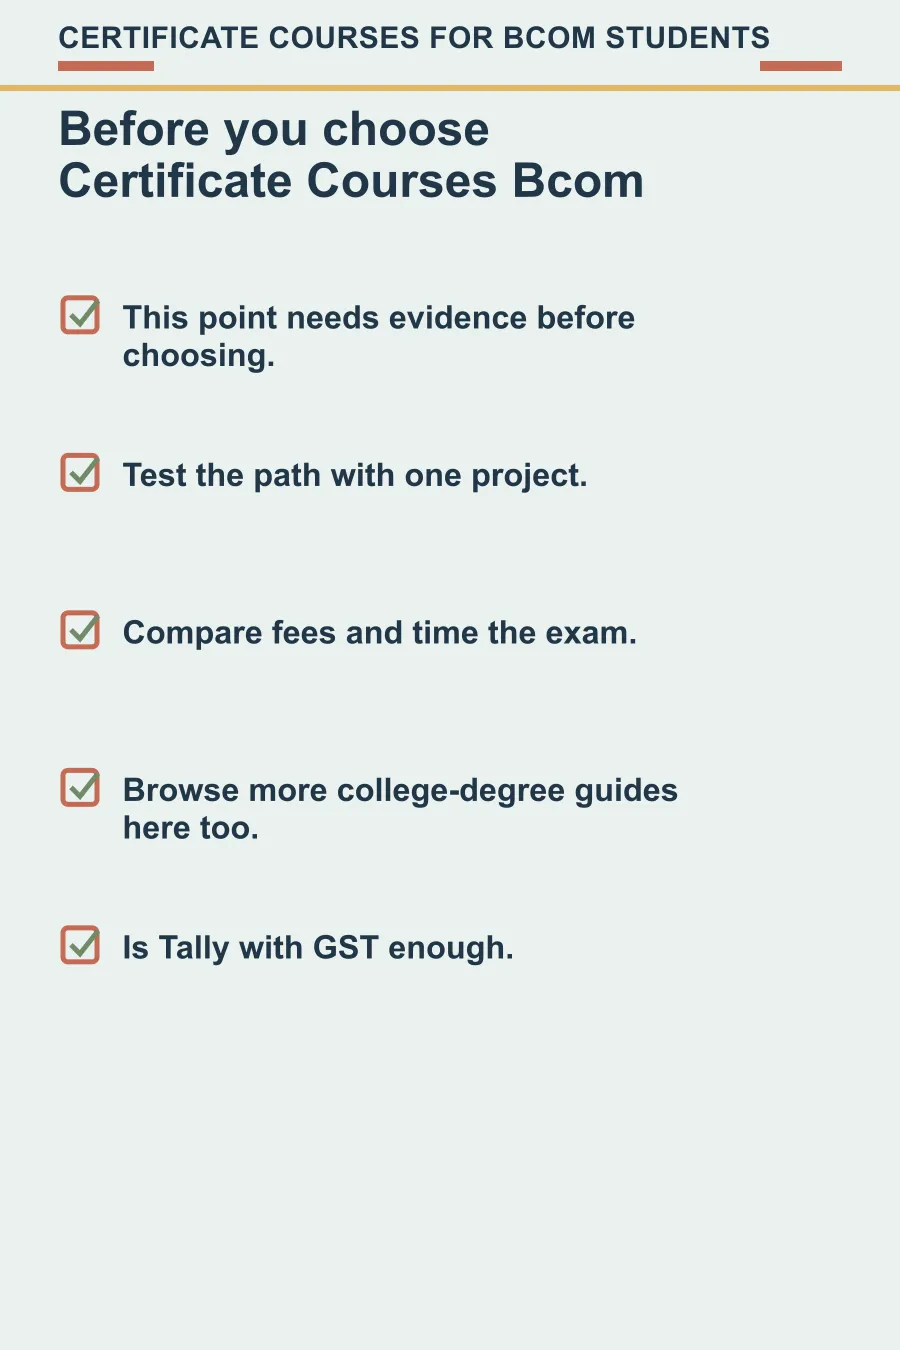 CERTIFICATE COURSES FOR BCOM STUDENTS
Before you choose
Certificate Courses Bcom
This point needs evidence before
choosing.
Test the path with one project.
Compare fees and time the exam.
Browse more college-degree guides
here too.
Is Tally with GST enough.